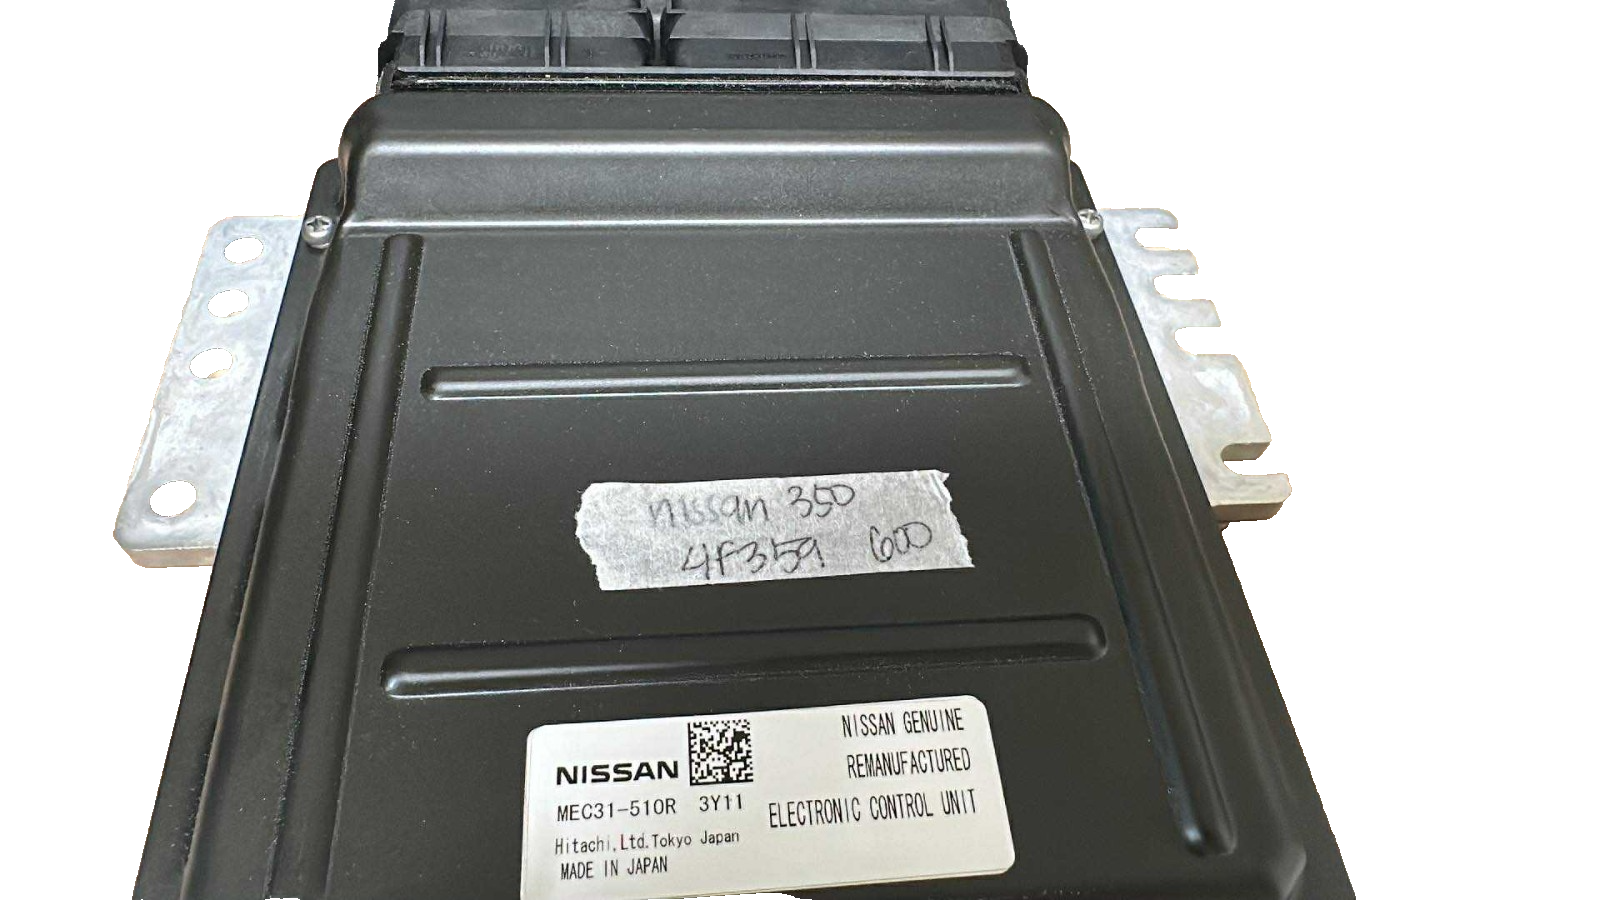 nissan 350
4F359 600
NISSAN
MEC31-510R 3Y11
Hitachi,Ltd.Tokyo Japan
MADE IN JAPAN
NISSAN GENUINE
REMANUFACTURED
ELECTRONIC CONTROL UNIT